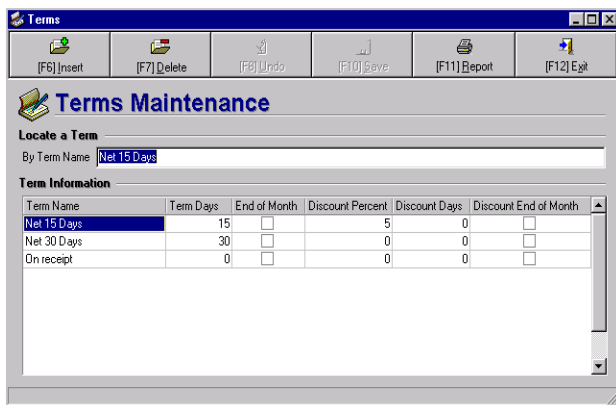 Terms
[F6] Insert [F7] Delete [F8] Undo [F10] Save [F11] Report [F12] Exit
Terms Maintenance
Locate a Term
By Term Name Net 15 Days
Term Information
Term Name Term Days End of Month Discount Percent Discount Days Discount End of Month
Net 15 Days 15 5 0
Net 30 Days 30 0 0
On receipt 0 0 0